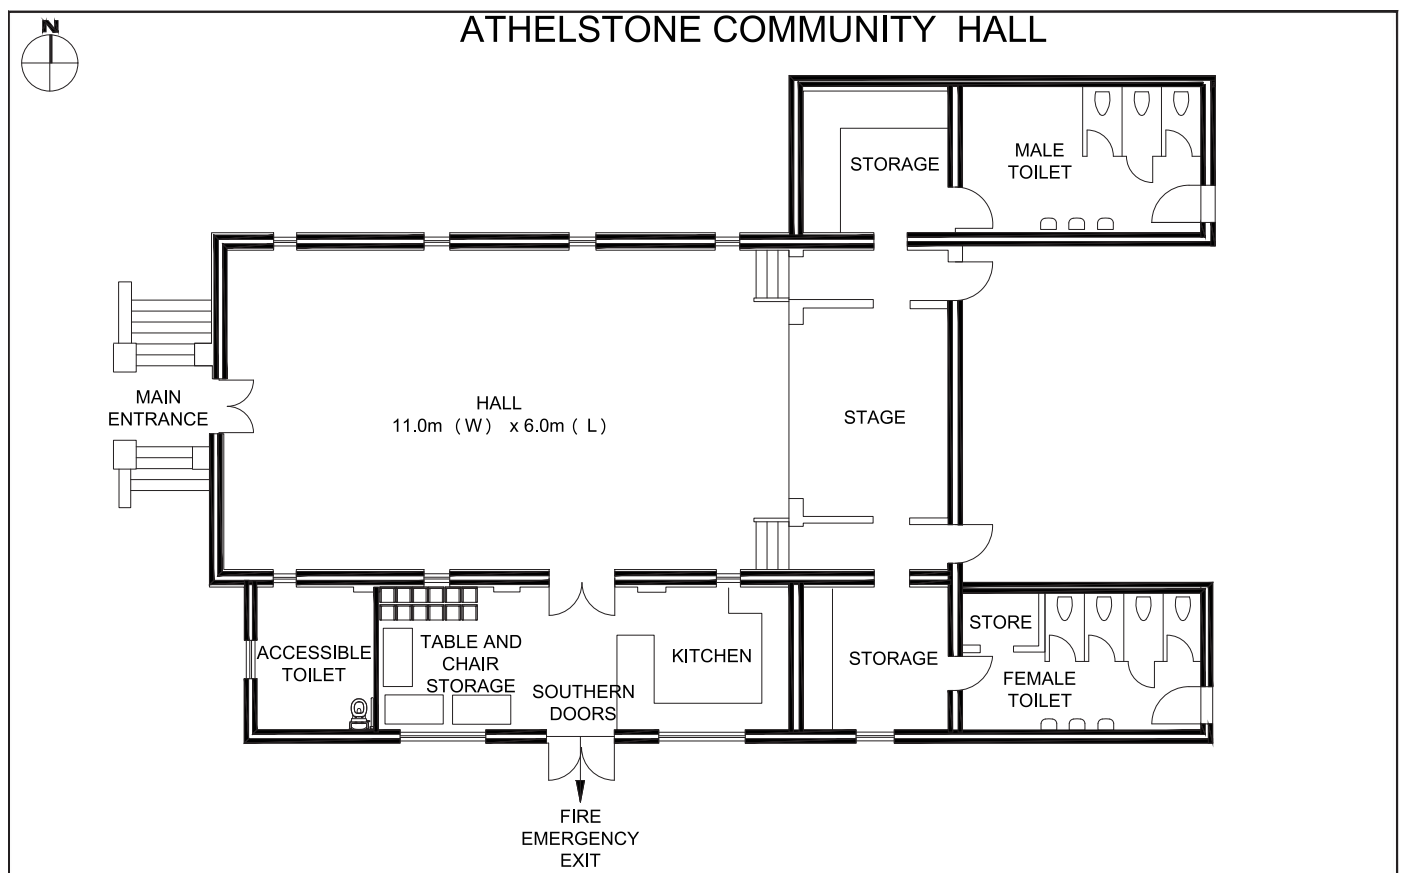 N
ATHELSTONE COMMUNITY HALL
STORAGE
MALE
TOILET
MAIN
ENTRANCE
HALL
11.0m (W) x 6.0m ( L )
STAGE
ACCESSIBLE
TOILET
TABLE AND
CHAIR
STORAGE
SOUTHERN
DOORS
KITCHEN
STORAGE
STORE
FEMALE
TOILET
FIRE
EMERGENCY
EXIT